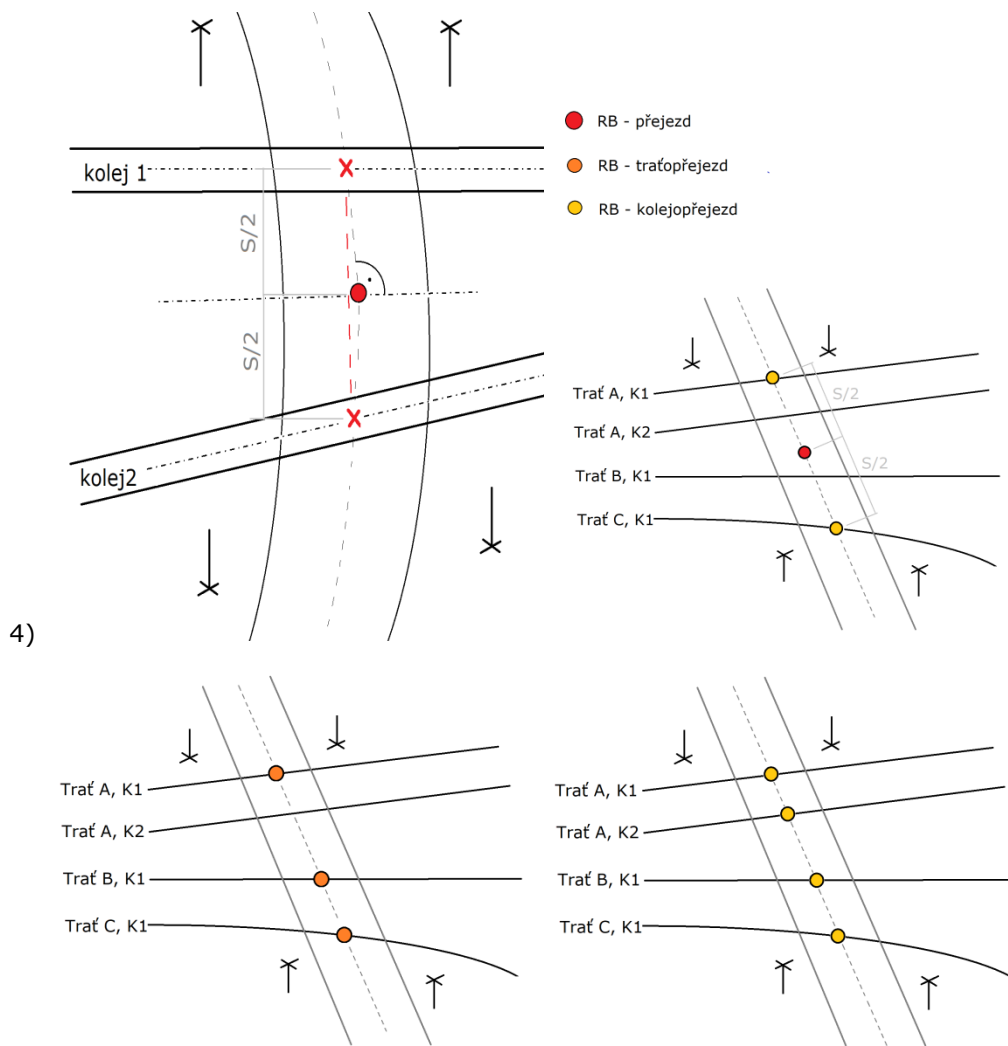 kolej 1
S/2
S/2
kolej2
RB - přejezd
RB - traťopřejezd
RB - kolejopřejezd
Trať A, K1
Trať A, K2
Trať B, K1
Trať C, K1
S/2
S/2
4)
Trať A, K1
Trať A, K2
Trať B, K1
Trať C, K1
Trať A, K1
Trať A, K2
Trať B, K1
Trať C, K1